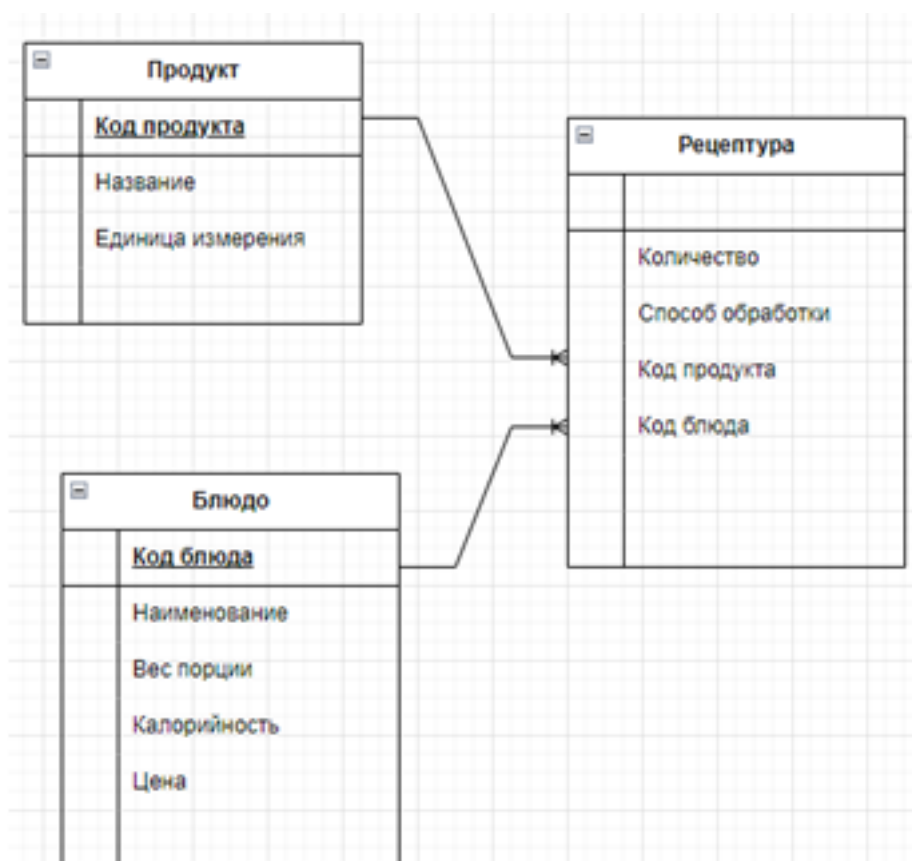 Продукт
Код продукта
Название
Единица измерения
Рецептура
Количество
Способ обработки
Код продукта
Код блюда
Блюдо
Код блюда
Наименование
Вес порции
Калорийность
Цена